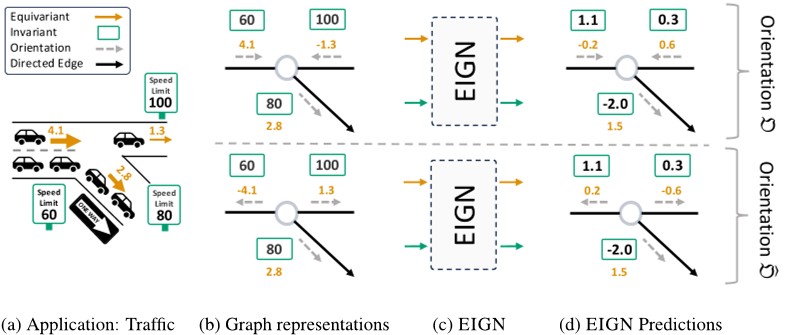 Equivariant
Invariant
Orientation
Directed Edge
Speed
Limit
100
4.1
1.3
2.8
Speed
Limit
60
ONE WAY
Speed
Limit
80
60
100
4.1
-1.3
80
2.8
EIGN
1.1
0.3
-0.2
0.6
-2.0
1.5
Orientation 𝔒
60
100
-4.1
1.3
80
2.8
EIGN
1.1
0.3
0.2
-0.6
-2.0
1.5
Orientation 𝔒̂
(a) Application: Traffic
(b) Graph representations
(c) EIGN
(d) EIGN Predictions